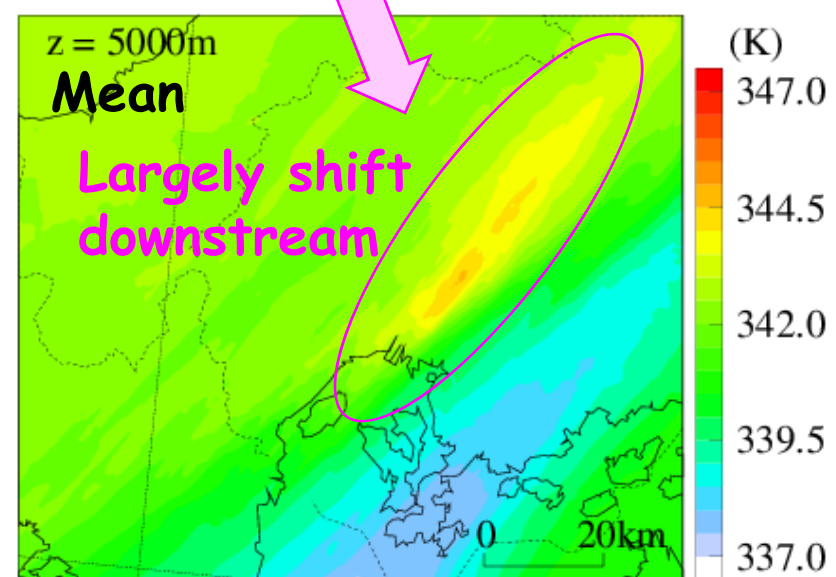 z = 5000m
Mean
Largely shift
downstream
(K)
347.0
344.5
342.0
339.5
337.0
0 20km